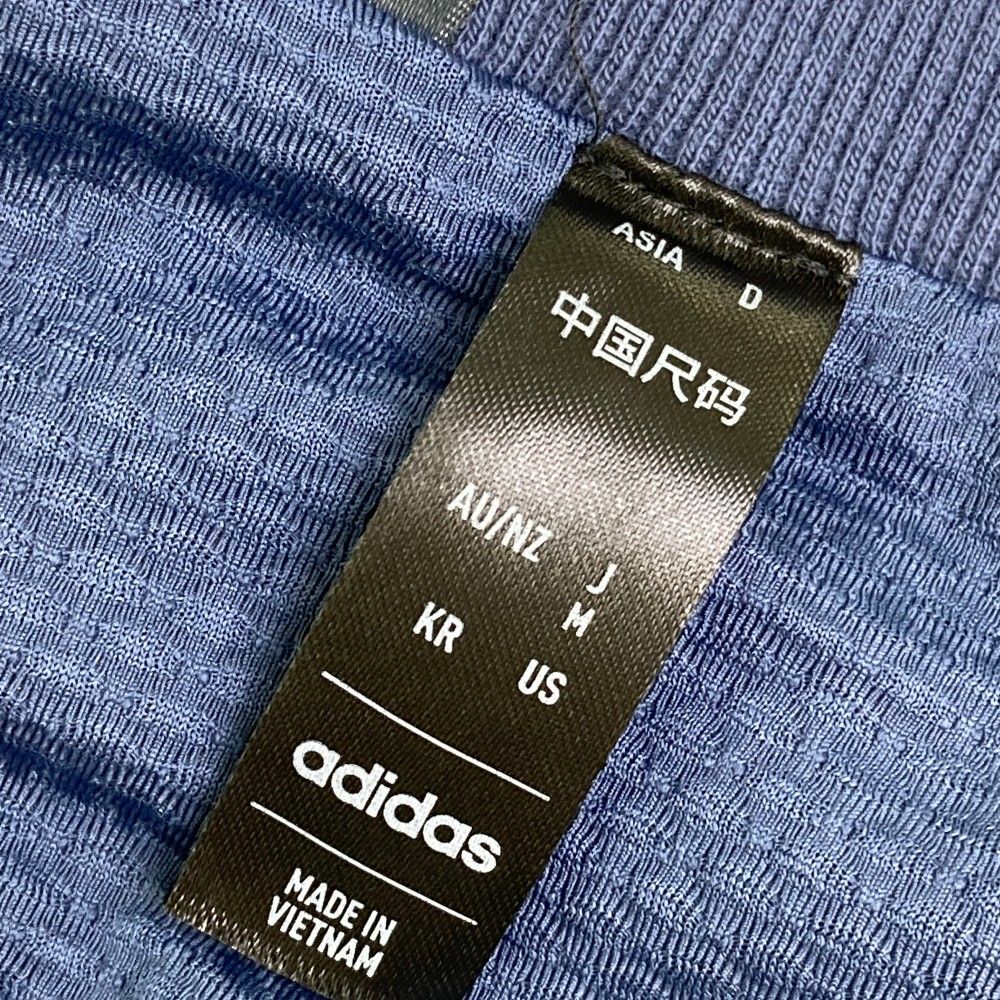 ASIA
D
中国尺码
AU/NZ
J
M
KR
US
adidas
MADE IN
VIETNAM